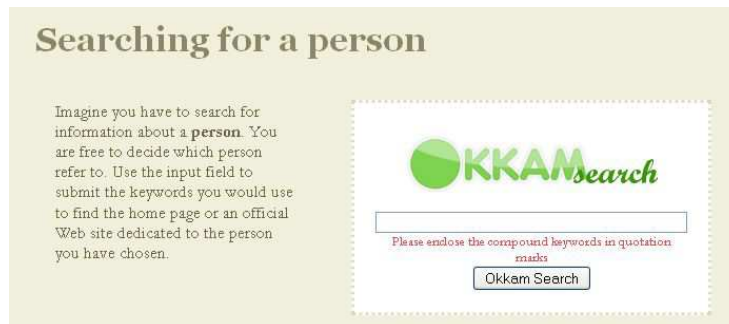 Searching for a person
Imagine you have to search for
information about a person. You
are free to decide which person
refer to. Use the input field to
submit the keywords you would use
to find the home page or an official
Web site dedicated to the person
you have chosen.
OKKAMsearch
Please enclose the compound keywords in quotation
marks
Okkam Search